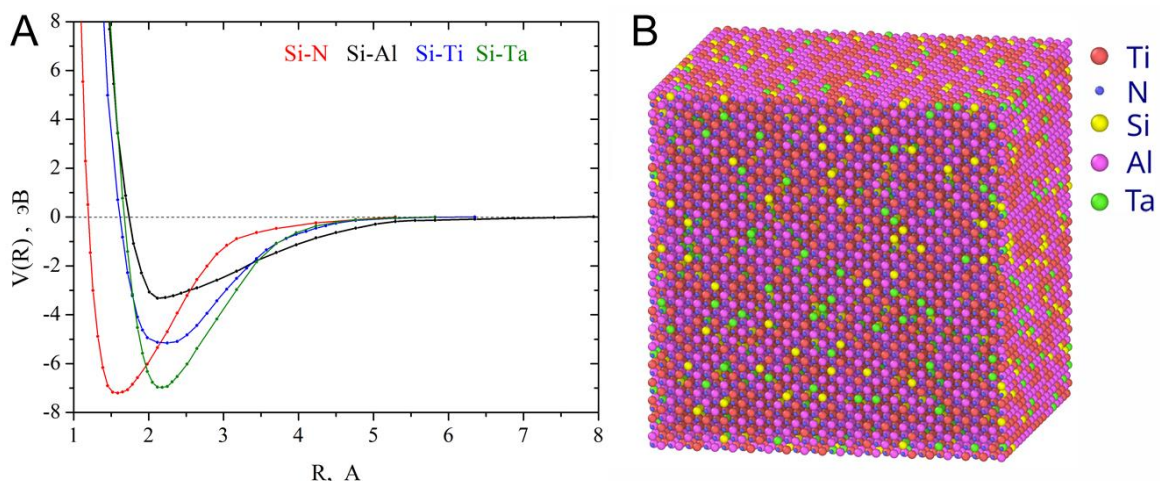 A
Si-N Si-Al Si-Ti Si-Ta
8
6
4
2
0
-2
-4
-6
-8
V(R) , эВ
1 2 3 4 5 6 7 8
R, A
B
Ti
N
Si
Al
Ta